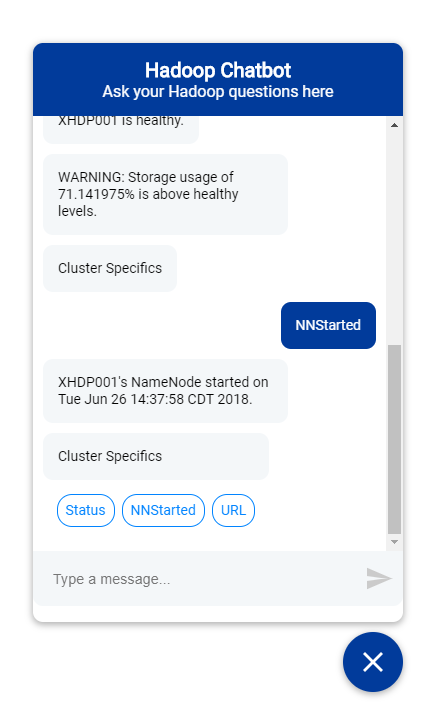 Hadoop Chatbot
Ask your Hadoop questions here
XHDP001 is healthy.
WARNING: Storage usage of
71.141975% is above healthy
levels.
Cluster Specifics
NNStarted
XHDP001's NameNode started on
Tue Jun 26 14:37:58 CDT 2018.
Cluster Specifics
Status NNStarted URL
Type a message...